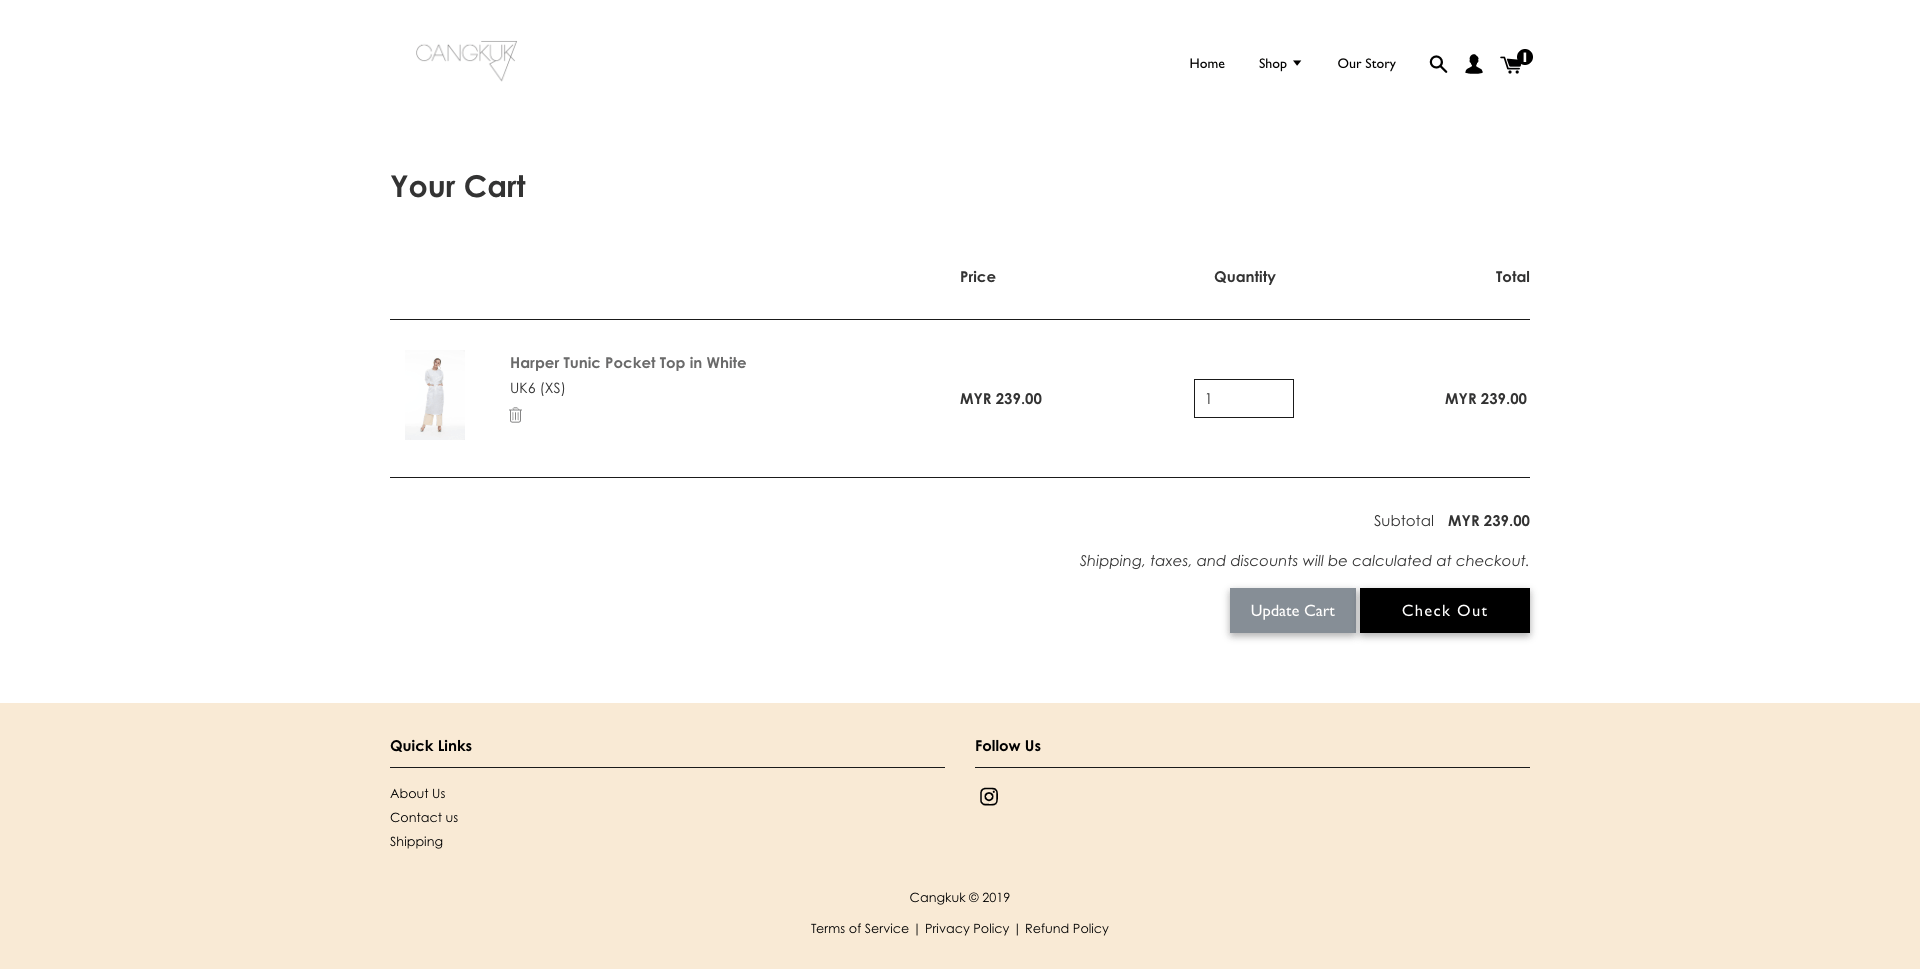 CANGKUK
Home Shop Our Story 1
Your Cart
Price Quantity Total
Harper Tunic Pocket Top in White
UK6 (XS)
MYR 239.00 1 MYR 239.00
Subtotal MYR 239.00
Shipping, taxes, and discounts will be calculated at checkout.
Update Cart Check Out
Quick Links
About Us
Contact us
Shipping
Follow Us
Cangkuk © 2019
Terms of Service | Privacy Policy | Refund Policy